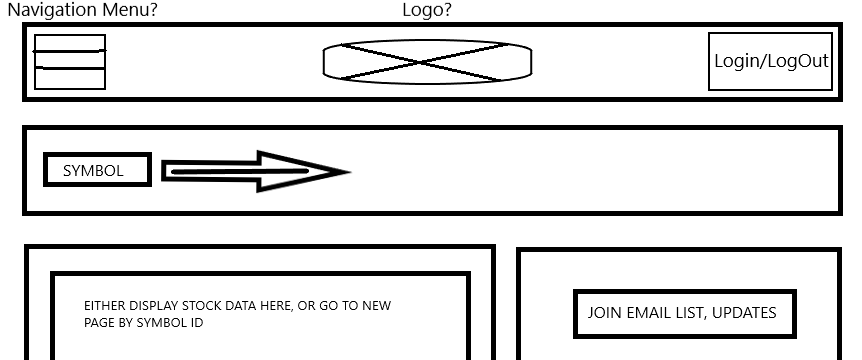 Navigation Menu?
Logo?
Login/LogOut
SYMBOL
EITHER DISPLAY STOCK DATA HERE, OR GO TO NEW
PAGE BY SYMBOL ID
JOIN EMAIL LIST, UPDATES